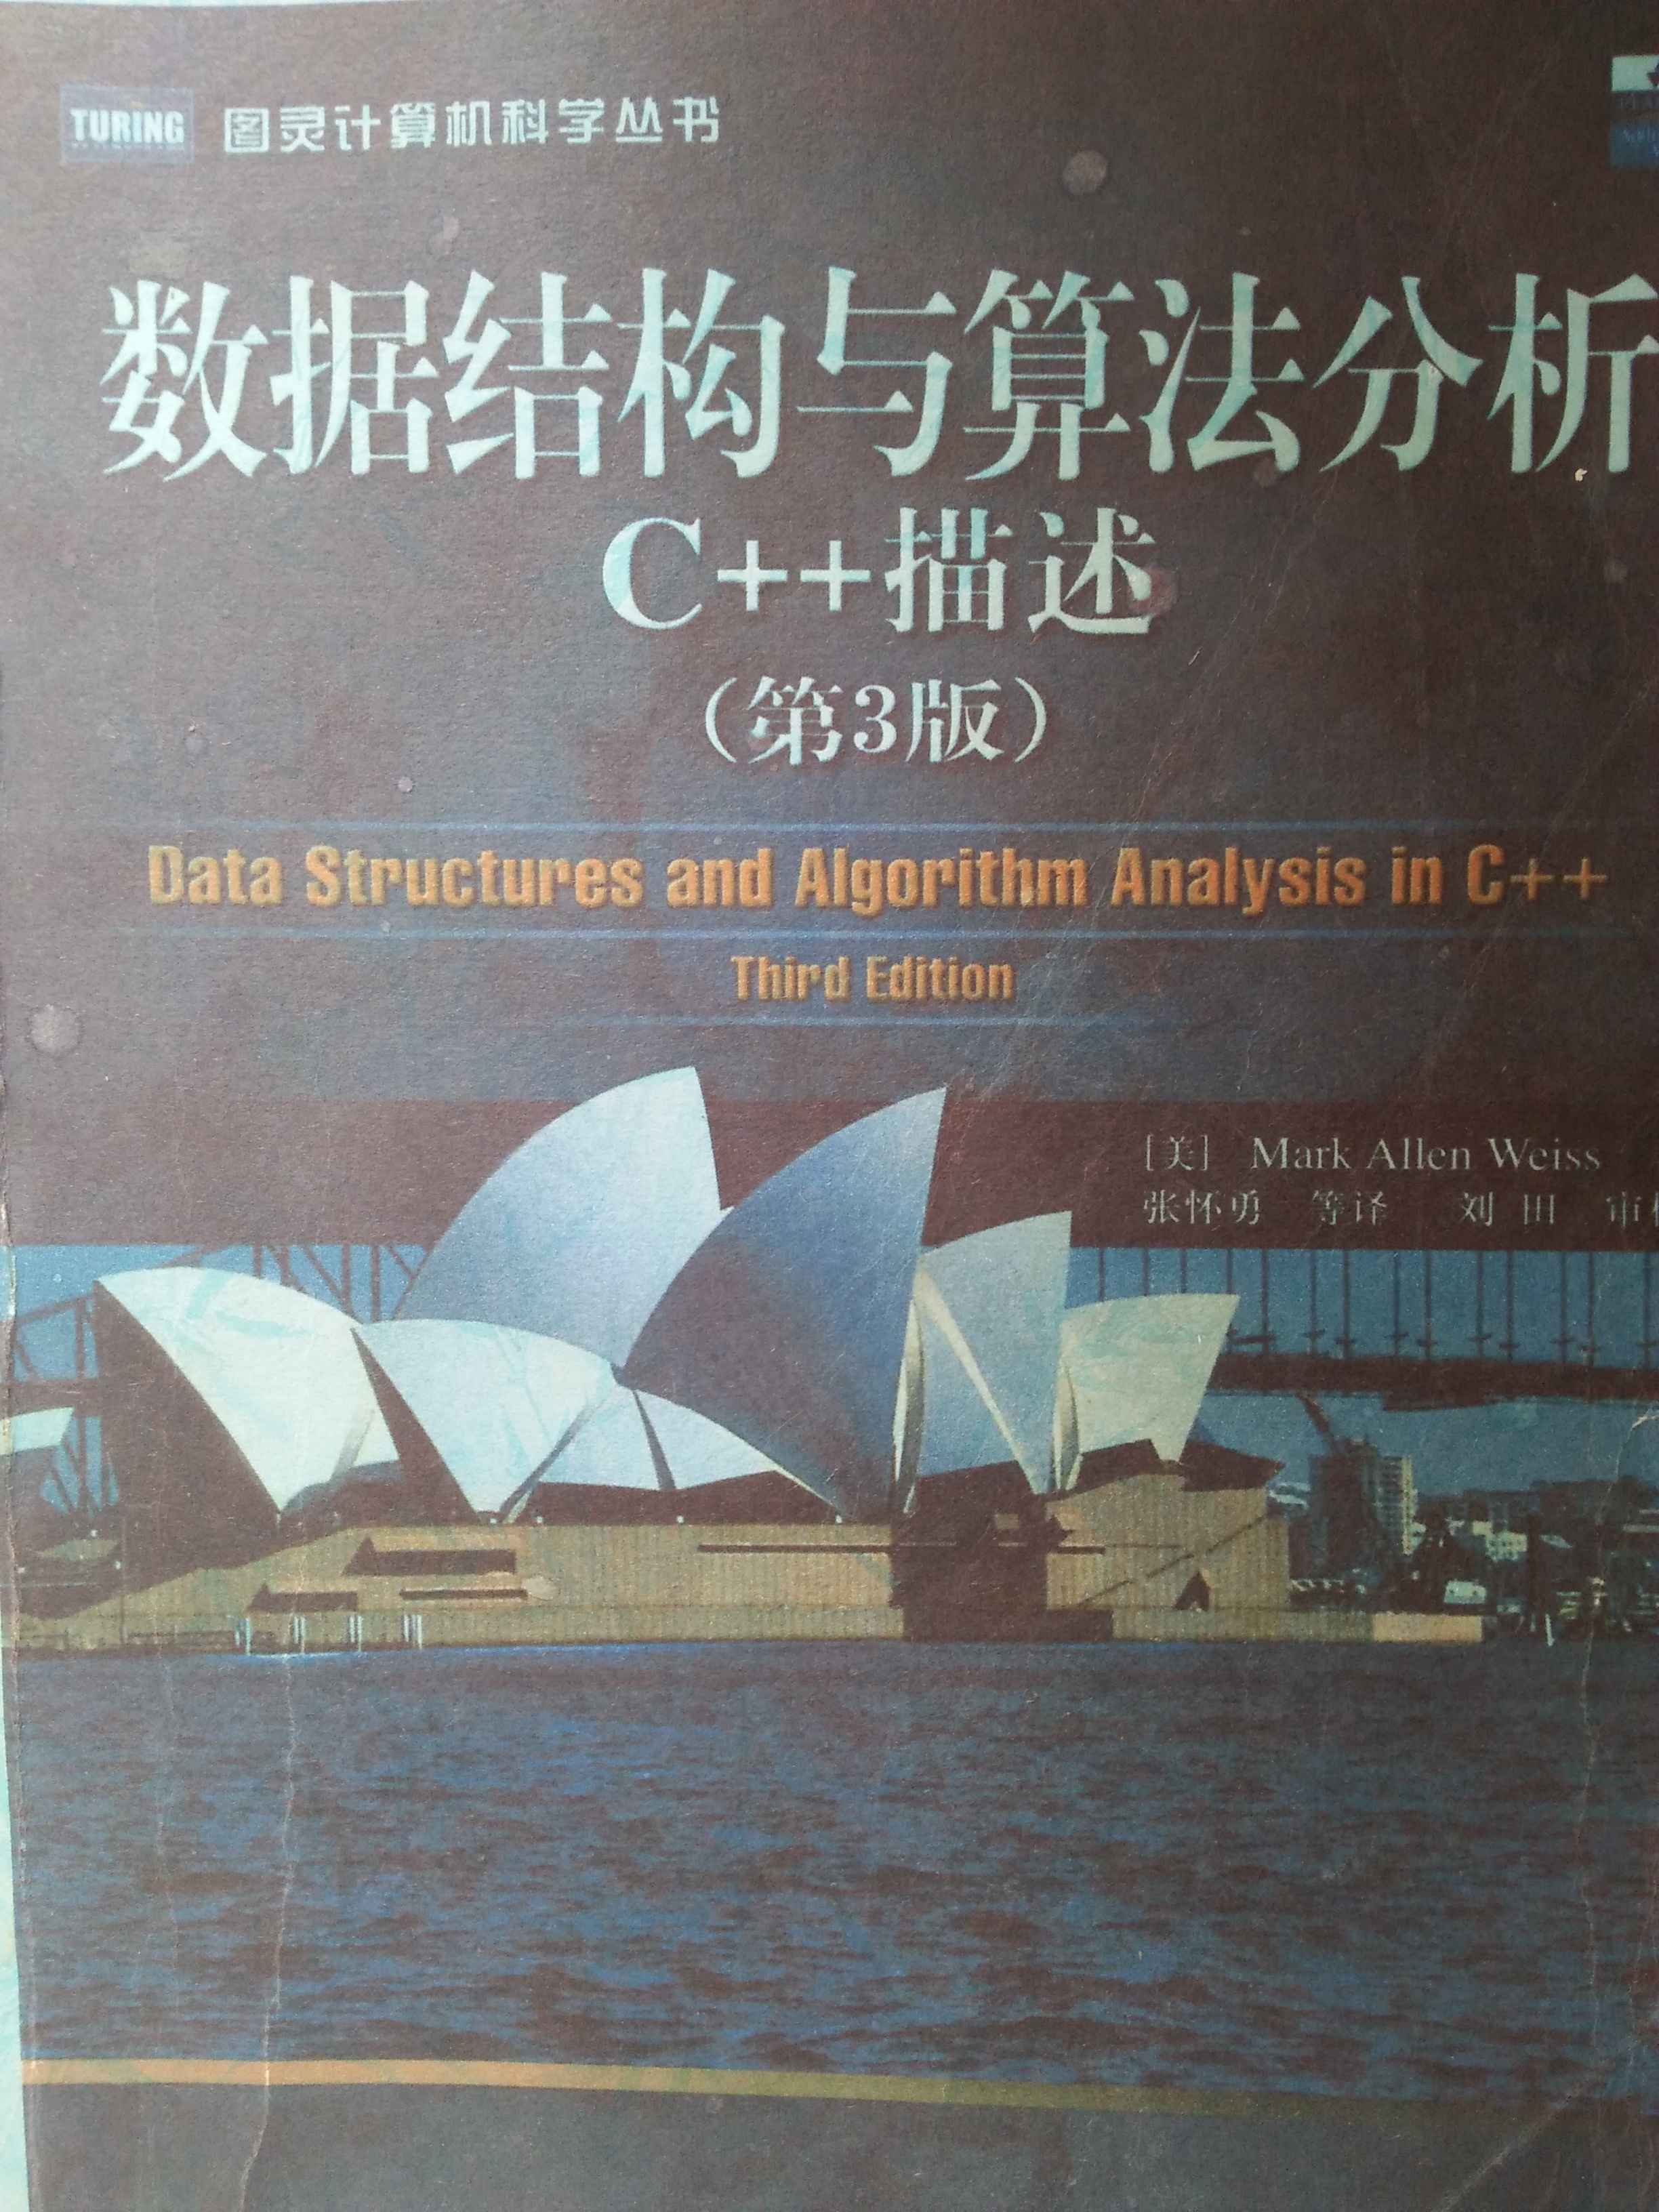 TURING 图灵计算机科学丛书
数据结构与算法分析
C++描述
（第3版）
Data Structures and Algorithm Analysis in C++
Third Edition
[美] Mark Allen Weiss
张怀勇 等译 刘田 审